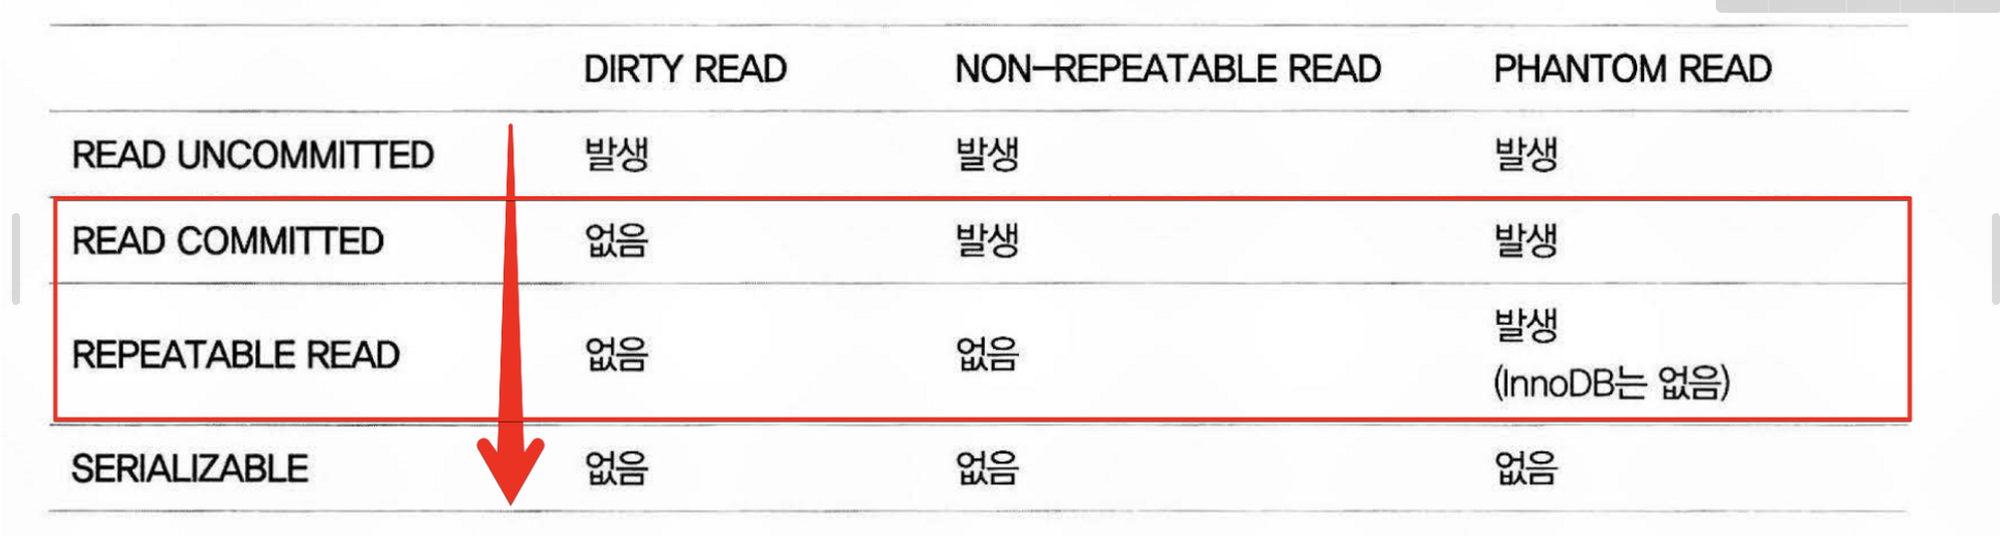 DIRTY READ NON-REPEATABLE READ PHANTOM READ
READ UNCOMMITTED 발생 발생 발생
READ COMMITTED 없음 발생 발생
REPEATABLE READ 없음 없음 발생
(InnoDB는 없음)
SERIALIZABLE 없음 없음 없음